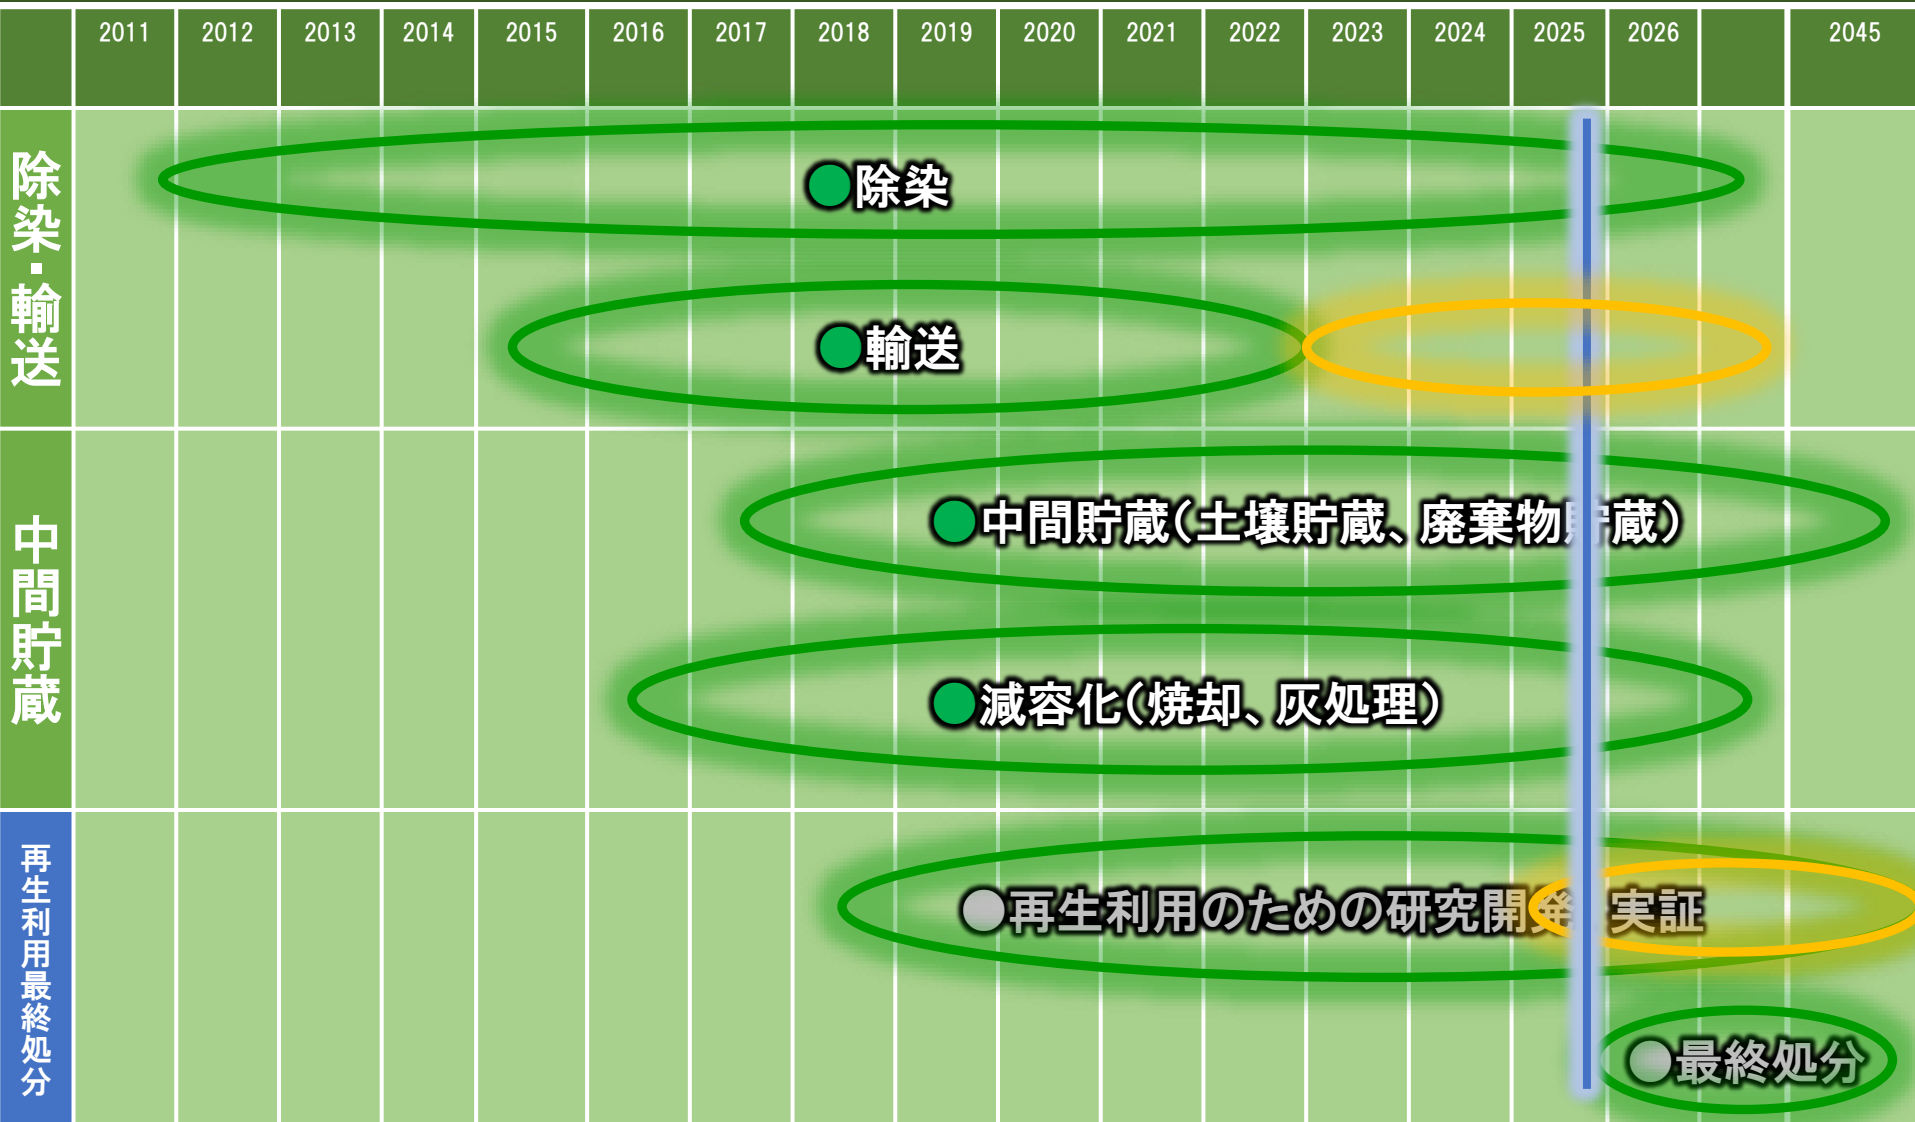 2011 2012 2013 2014 2015 2016 2017 2018 2019 2020 2021 2022 2023 2024 2025 2026 2045
除染・輸送
●除染
●輸送
中間貯蔵
●中間貯蔵（土壌貯蔵、廃棄物貯蔵）
●減容化（焼却、灰処理）
再生利用最終処分
●再生利用のための研究開発、実証
●最終処分